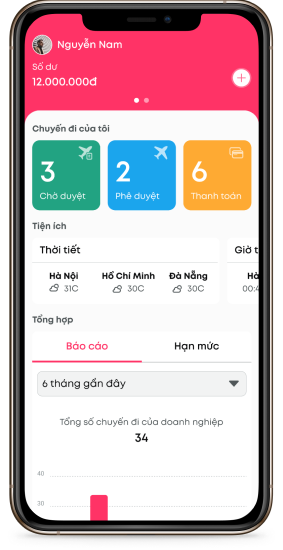 Nguyễn Nam
Số dư
12.000.000đ
Chuyến đi của tôi
3
2
6
Chờ duyệt
Phê duyệt
Thanh toán
Tiện ích
Thời tiết
Giờ t
Hà Nội
Hồ Chí Minh
Đà Nẵng
Hà
31C
30C
30C
00:4
Tổng hợp
Báo cáo
Hạn mức
6 tháng gần đây
Tổng số chuyến đi của doanh nghiệp
34
40
30